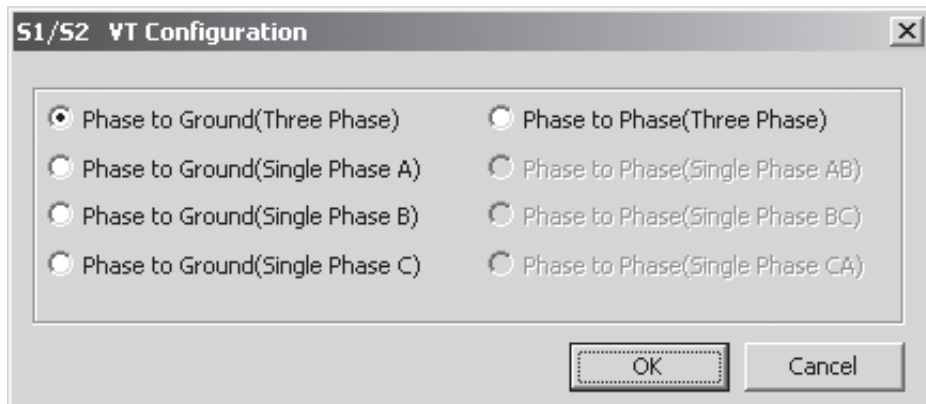 S1/S2 VT Configuration
Phase to Ground(Three Phase)
Phase to Phase(Three Phase)
Phase to Ground(Single Phase A)
Phase to Phase(Single Phase AB)
Phase to Ground(Single Phase B)
Phase to Phase(Single Phase BC)
Phase to Ground(Single Phase C)
Phase to Phase(Single Phase CA)
OK
Cancel